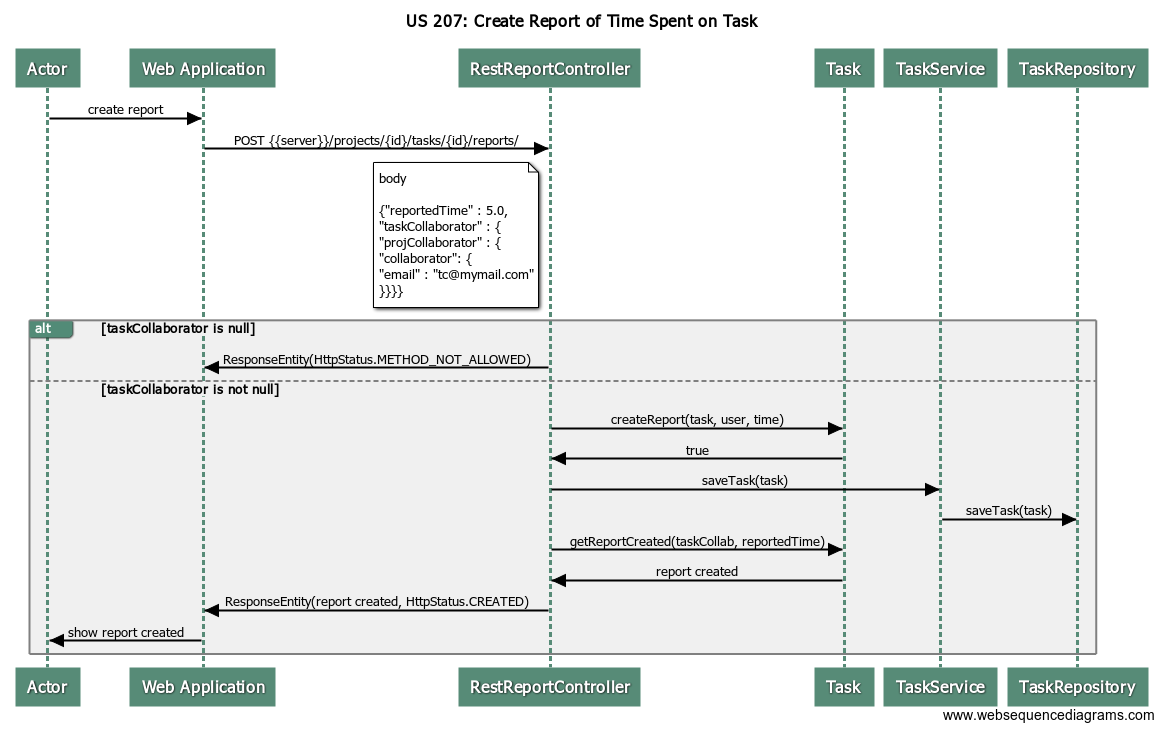 US 207: Create Report of Time Spent on Task
Actor
Web Application
RestReportController
Task
TaskService
TaskRepository
create report
POST {{server}}/projects/{id}/tasks/{id}/reports/
body
{"reportedTime" : 5.0,
"taskCollaborator" : {
"projCollaborator" : {
"collaborator": {
"email" : "tc@mymail.com"
}}}}
alt
[taskCollaborator is null]
ResponseEntity(HttpStatus.METHOD_NOT_ALLOWED)
[taskCollaborator is not null]
createReport(task, user, time)
true
saveTask(task)
saveTask(task)
getReportCreated(taskCollab, reportedTime)
report created
ResponseEntity(report created, HttpStatus.CREATED)
show report created
Actor
Web Application
RestReportController
Task
TaskService
TaskRepository
www.websequencediagrams.com